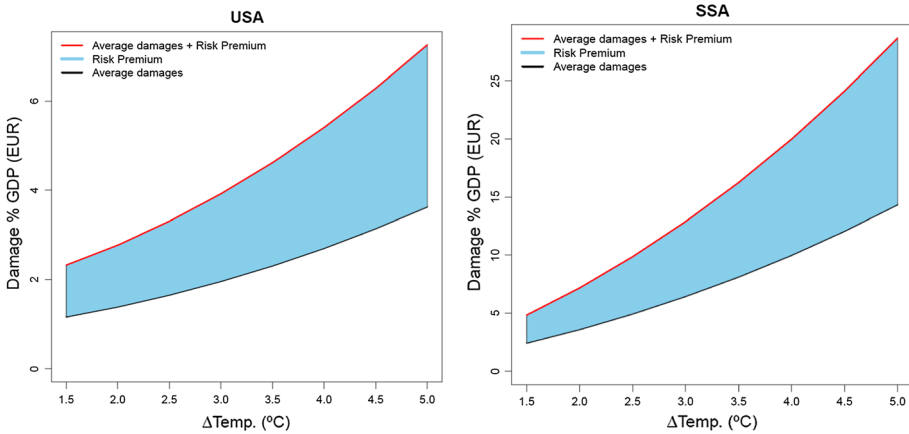 USA
Average damages + Risk Premium
Risk Premium
Average damages
Damage % GDP (EUR)
6
4
2
0
1.5 2.0 2.5 3.0 3.5 4.0 4.5 5.0
ΔTemp. (ºC)
SSA
Average damages + Risk Premium
Risk Premium
Average damages
Damage % GDP (EUR)
25
20
15
10
5
0
1.5 2.0 2.5 3.0 3.5 4.0 4.5 5.0
ΔTemp. (ºC)